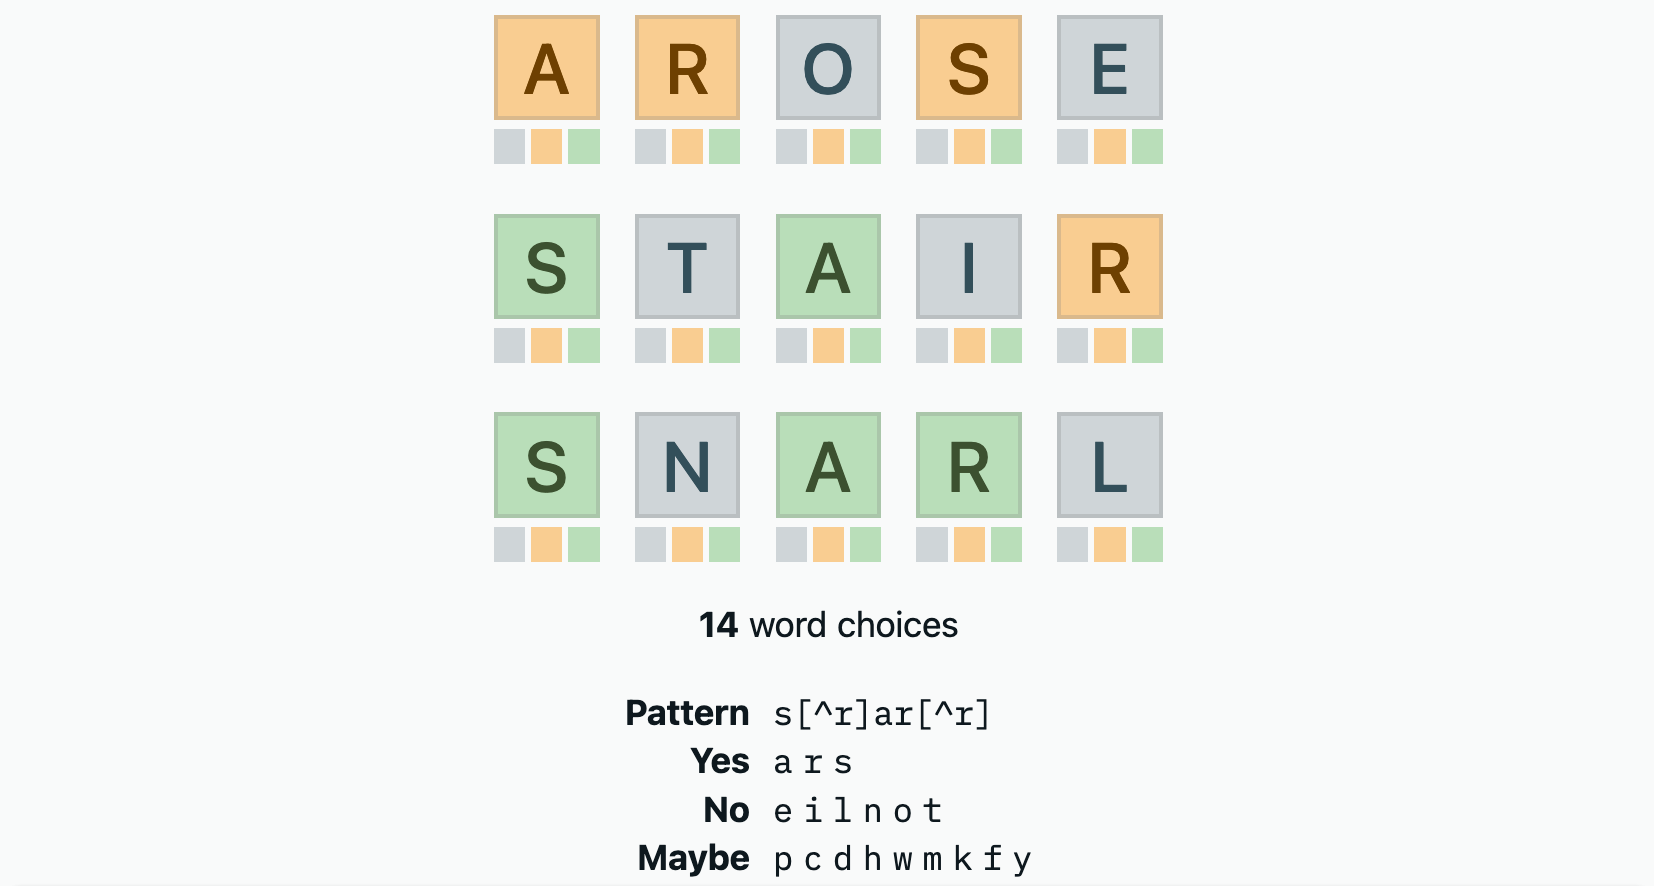 A R O S E
S T A I R
S N A R L
14 word choices
Pattern s[^r]ar[^r]
Yes a r s
No e i l n o t
Maybe p c d h w m k f y